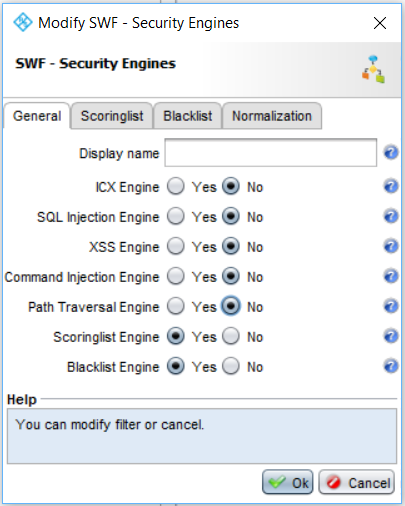 Modify SWF - Security Engines
SWF - Security Engines
General Scoringlist Blacklist Normalization
Display name
ICX Engine Yes No
SQL Injection Engine Yes No
XSS Engine Yes No
Command Injection Engine Yes No
Path Traversal Engine Yes No
Scoringlist Engine Yes No
Blacklist Engine Yes No
Help
You can modify filter or cancel.
Ok Cancel